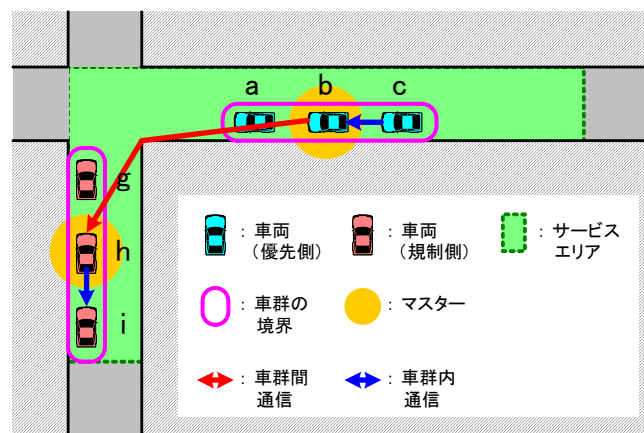 a b c
g
h
i
: 車両 : 車両 : サービス
(優先側) (規制側) エリア
: 車群の : マスター
境界
: 車群間 : 車群内
通信 通信